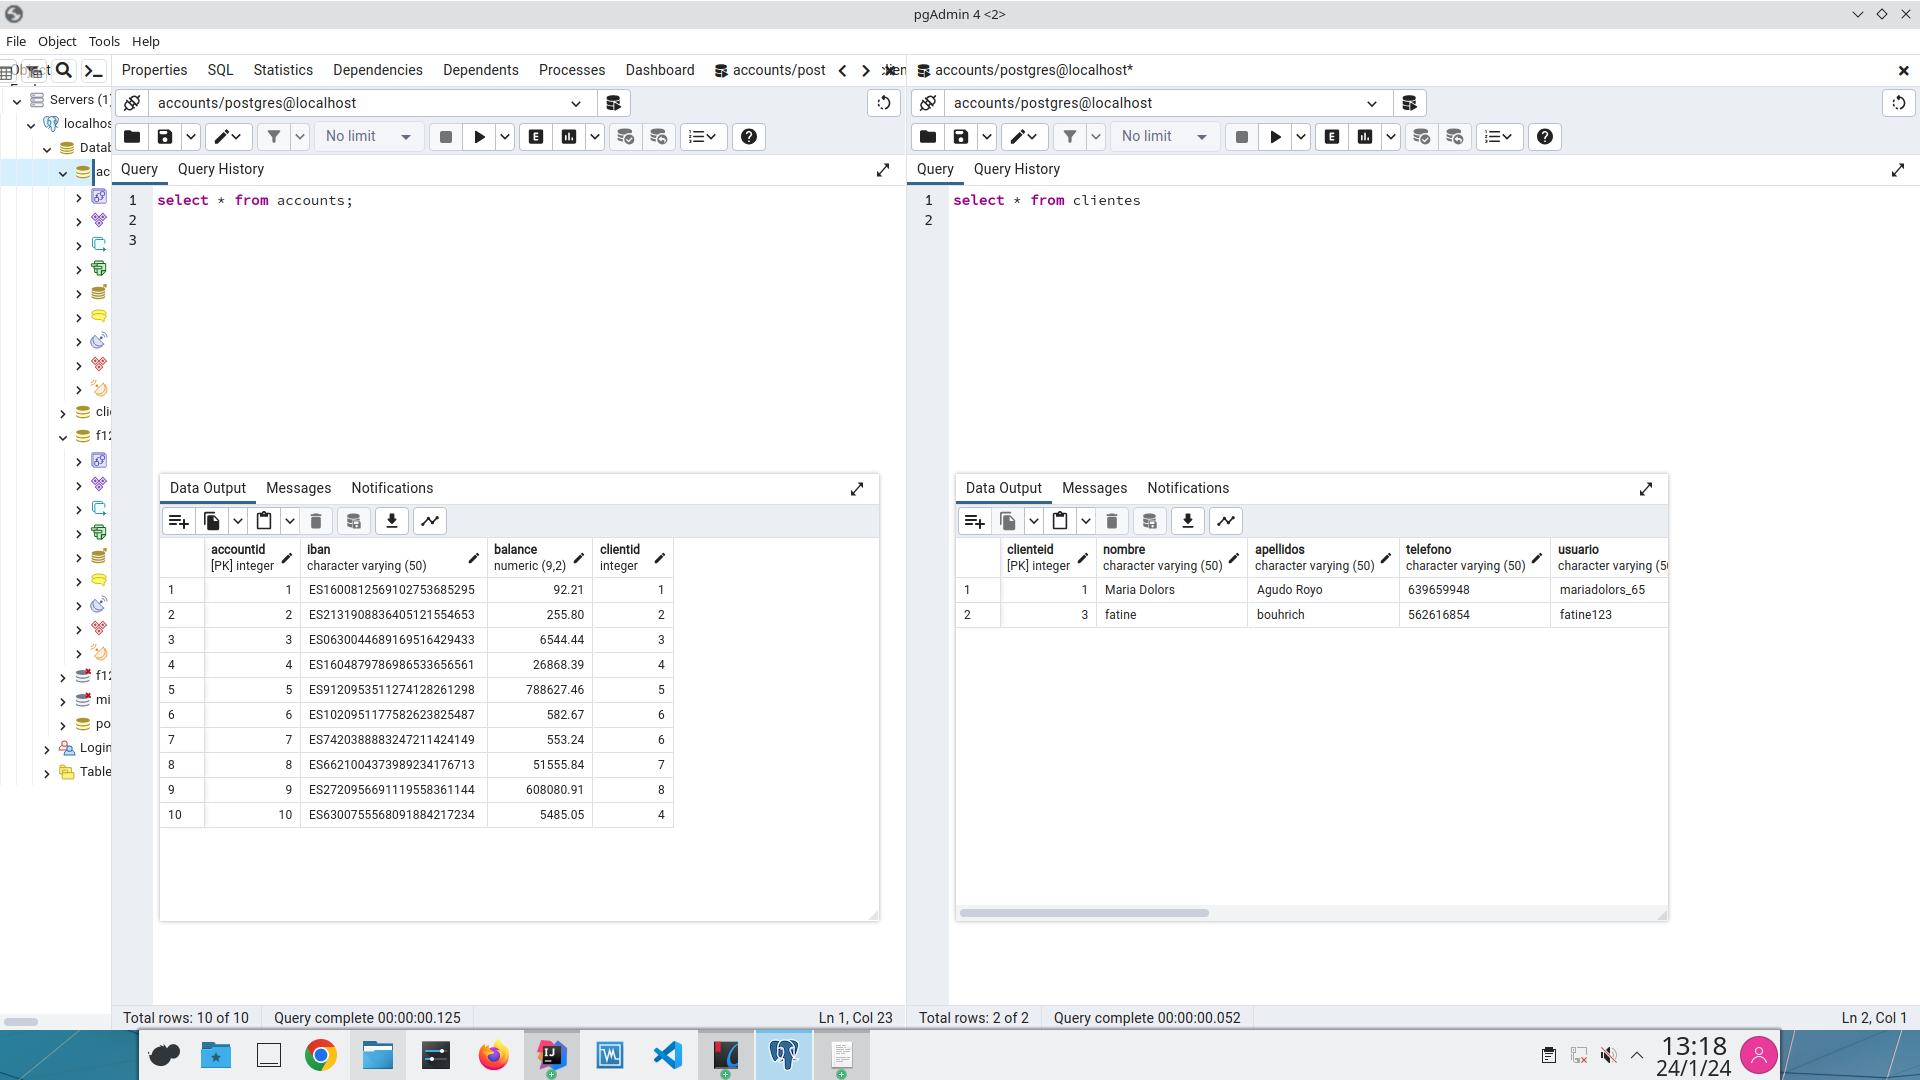 pgAdmin 4 <2>
File Object Tools Help
Properties SQL Statistics Dependencies Dependents Processes Dashboard accounts/post
accounts/postgres@localhost*
Servers (1)
localhos
Datab
ac
clie
f12
f12
mi
po
Login
Table
accounts/postgres@localhost
No limit
Query Query History
1 select * from accounts;
2
3
Data Output Messages Notifications
accountid iban balance clientid
[PK] integer character varying (50) numeric (9,2) integer
1 1 ES1600812569102753685295 92.21 1
2 2 ES2131908836405121554653 255.80 2
3 3 ES0630044689169516429433 6544.44 3
4 4 ES1604879786986533656561 26868.39 4
5 5 ES9120953511274128261298 788627.46 5
6 6 ES1020951177582623825487 582.67 6
7 7 ES7420388883247211424149 553.24 6
8 8 ES6621004373989234176713 51555.84 7
9 9 ES2720956691119558361144 608080.91 8
10 10 ES6300755568091884217234 5485.05 4
Total rows: 10 of 10 Query complete 00:00:00.125 Ln 1, Col 23
accounts/postgres@localhost
No limit
Query Query History
1 select * from clientes
2
Data Output Messages Notifications
clienteid nombre apellidos telefono usuario
[PK] integer character varying (50) character varying (50) character varying (50) character varying (50
1 1 Maria Dolors Agudo Royo 639659948 mariadolors_65
2 3 fatine bouhrich 562616854 fatine123
Total rows: 2 of 2 Query complete 00:00:00.052 Ln 2, Col 1
13:18
24/1/24